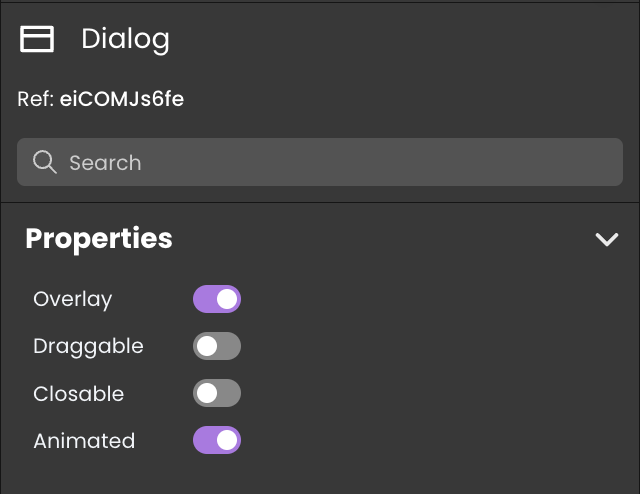 Dialog
Ref: eiCOMJs6fe
Search
Properties
Overlay
Draggable
Closable
Animated